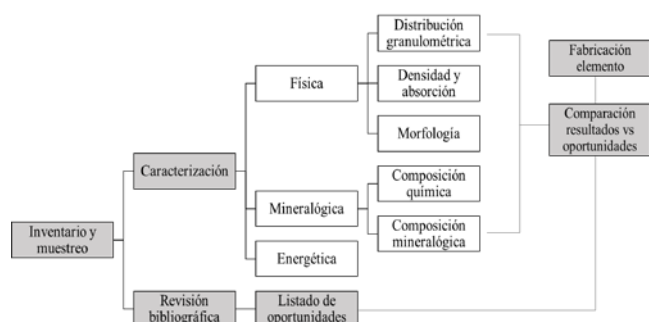 Distribución
granulométrica
Fabricación
elemento
Física
Densidad y
absorción
Comparación
resultados vs
oportunidades
Morfología
Caracterización
Composición
química
Mineralógica
Composición
mineralógica
Inventario y
muestreo
Energética
Revisión
bibliográfica
Listado de
oportunidades